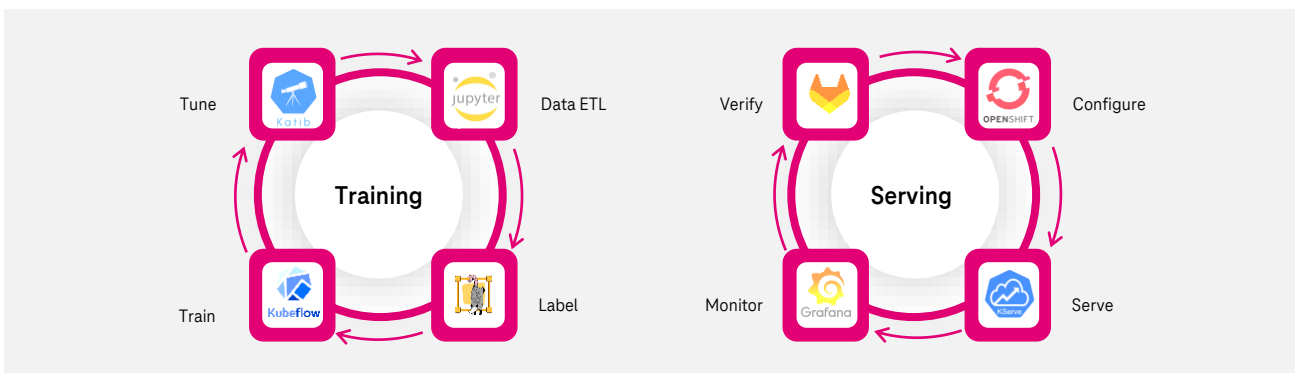 Tune
Katib
jupyter
Data ETL
Training
Train
Kubeflow
Label
Verify
OPENSHIFT
Configure
Serving
Monitor
Grafana
KServe
Serve